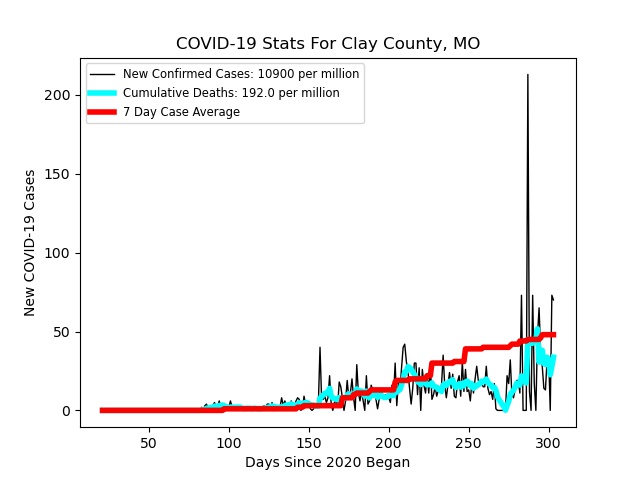 COVID-19 Stats For Clay County, MO
New Confirmed Cases: 10900 per million
Cumulative Deaths: 192.0 per million
7 Day Case Average
New COVID-19 Cases
200
150
100
50
0
50 100 150 200 250 300
Days Since 2020 Began